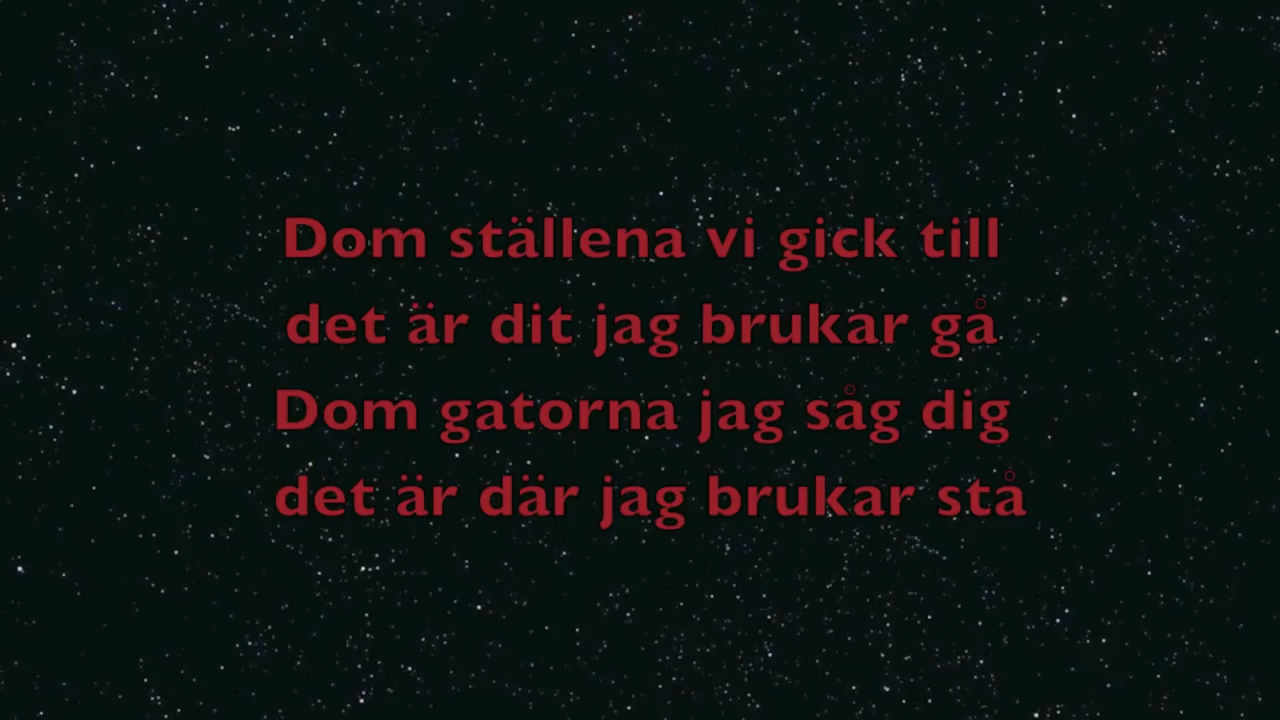 Dom ställena vi gick till
det är dit jag brukar gå
Dom gatorna jag såg dig
det är där jag brukar stå